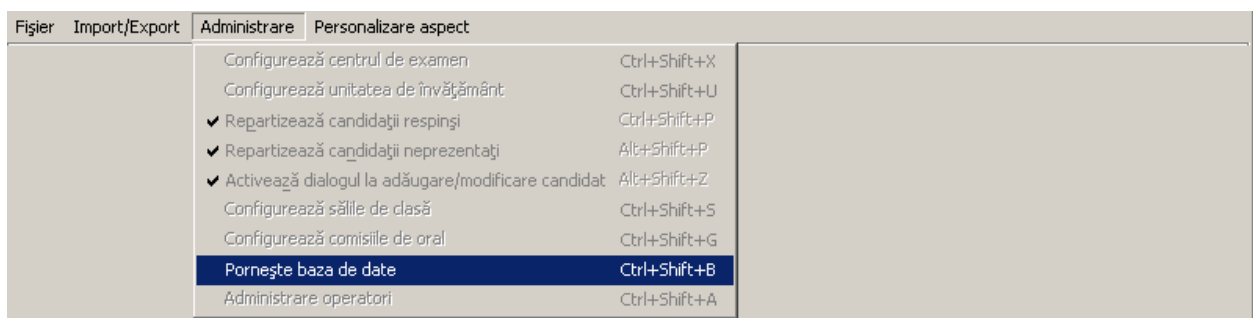 Fişier Import/Export Administrare Personalizare aspect
Configurează centrul de examen Ctrl+Shift+X
Configurează unitatea de învăţământ Ctrl+Shift+U
Repartizează candidaţii respinşi Ctrl+Shift+P
Repartizează candidaţii neprezentaţi Alt+Shift+P
Activează dialogul la adăugare/modificare candidat Alt+Shift+Z
Configurează sălile de clasă Ctrl+Shift+S
Configurează comisiile de oral Ctrl+Shift+G
Porneşte baza de date Ctrl+Shift+B
Administrare operatori Ctrl+Shift+A